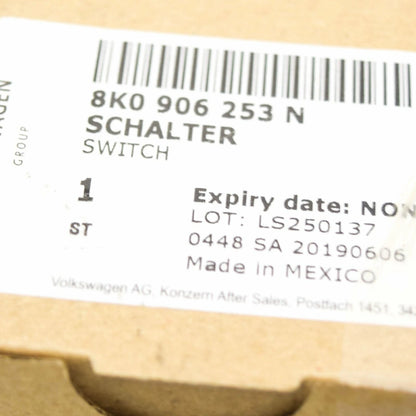 8K0 906 253 N
SCHALTER
SWITCH
GROUP
1
ST
Expiry date: NON
LOT: LS250137
0448 SA 20190606
Made in MEXICO
Volkswagen AG, Konzern After Sales, Postfach 1451, 342